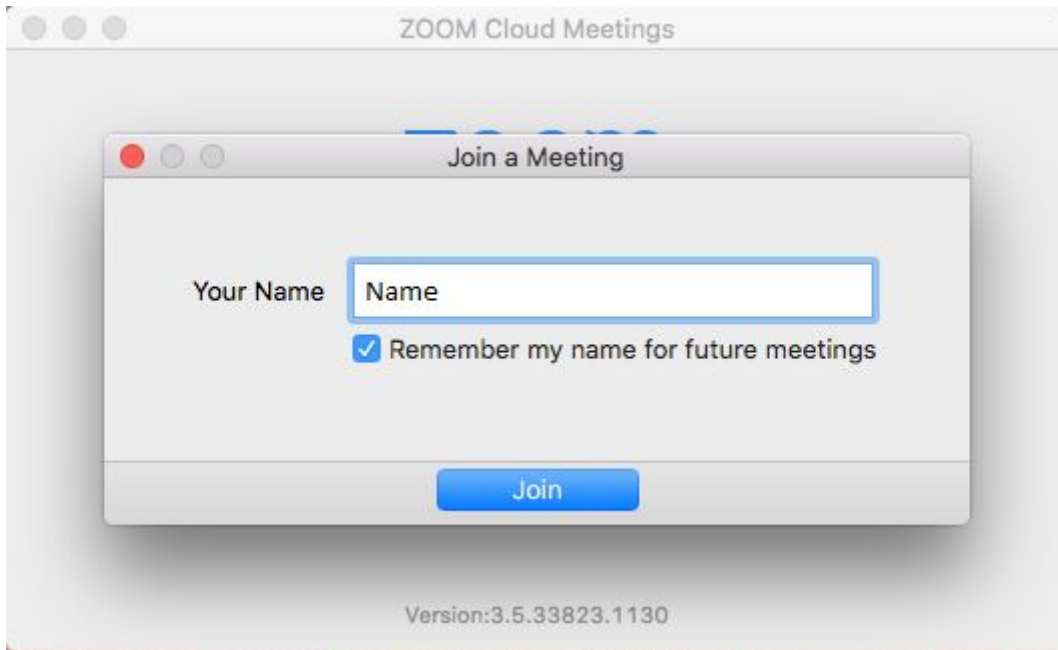 ZOOM Cloud Meetings
Join a Meeting
Your Name Name
Remember my name for future meetings
Join
Version:3.5.33823.1130